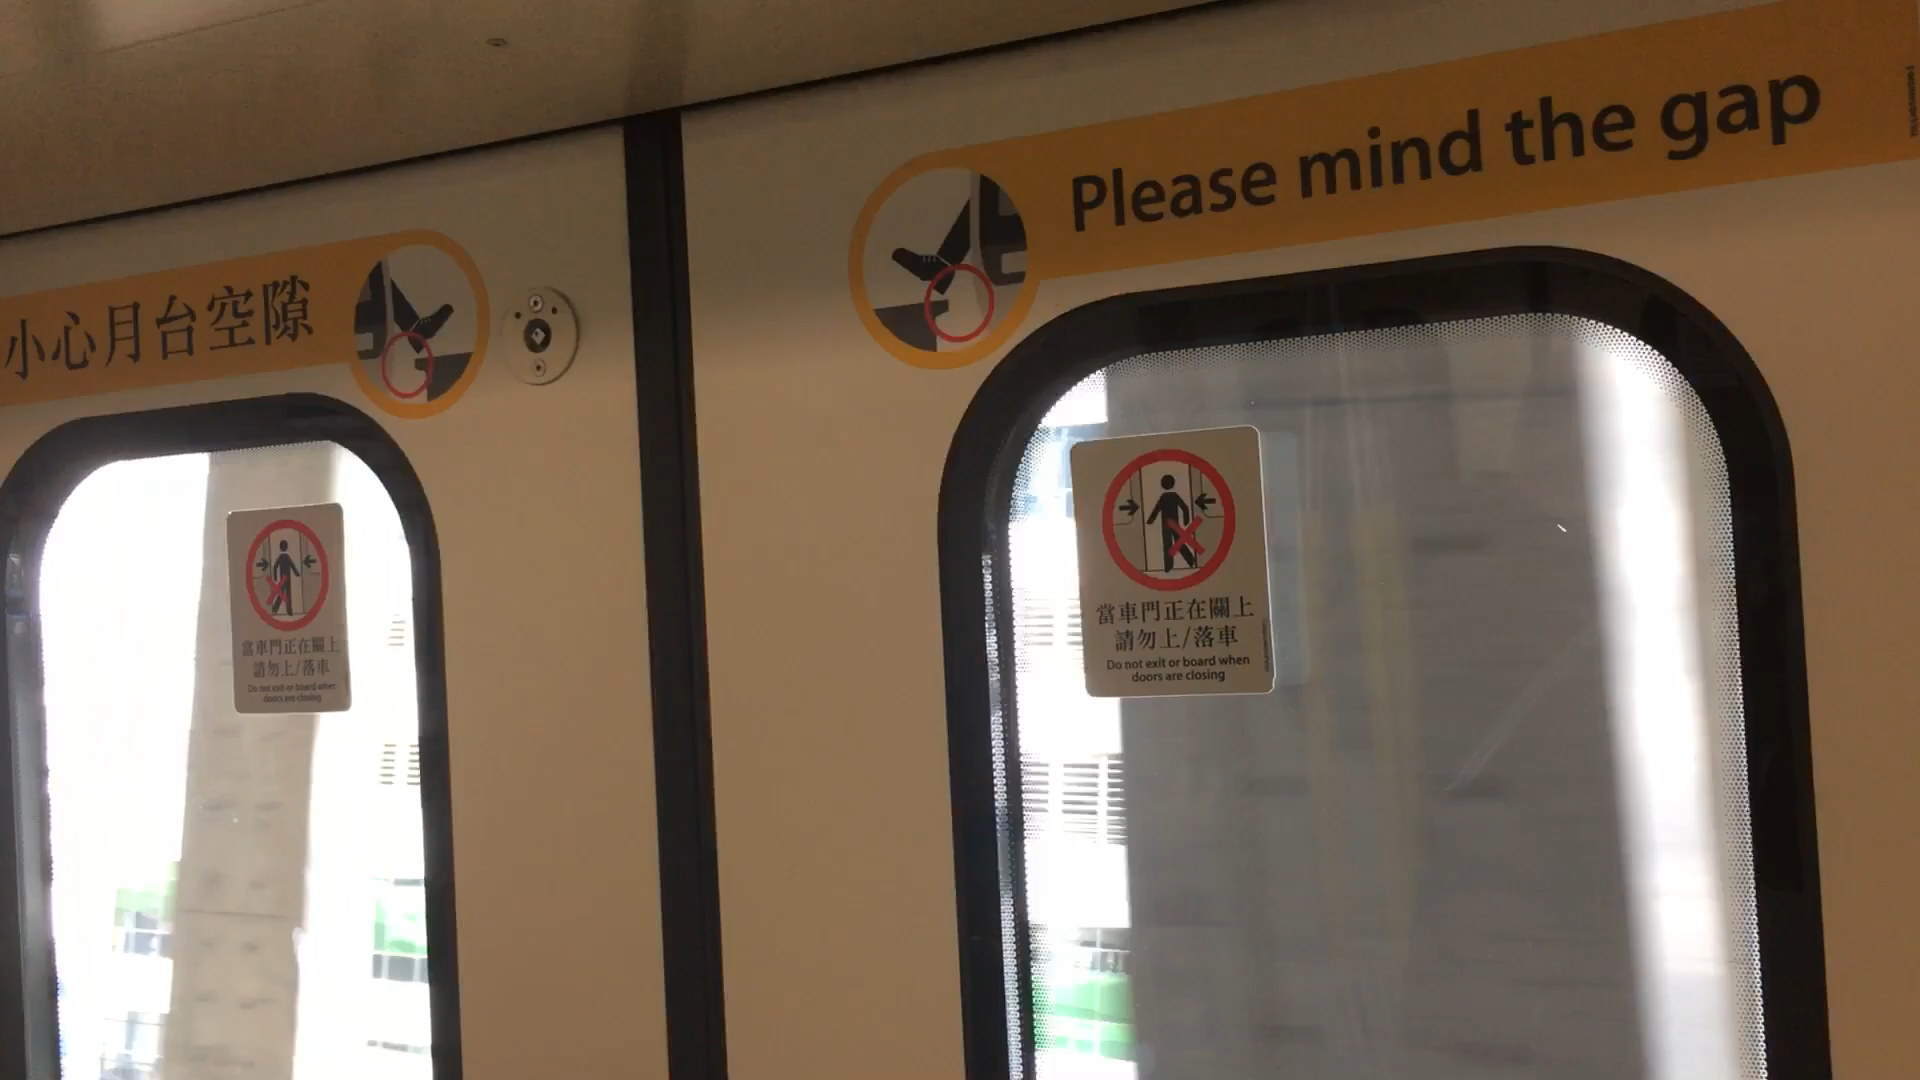 小心月台空隙
Please mind the gap
當車門正在關上
請勿上/落車
Do not exit or board when
doors are closing
當車門正在關上
請勿上/落車
Do not exit or board when
doors are closing